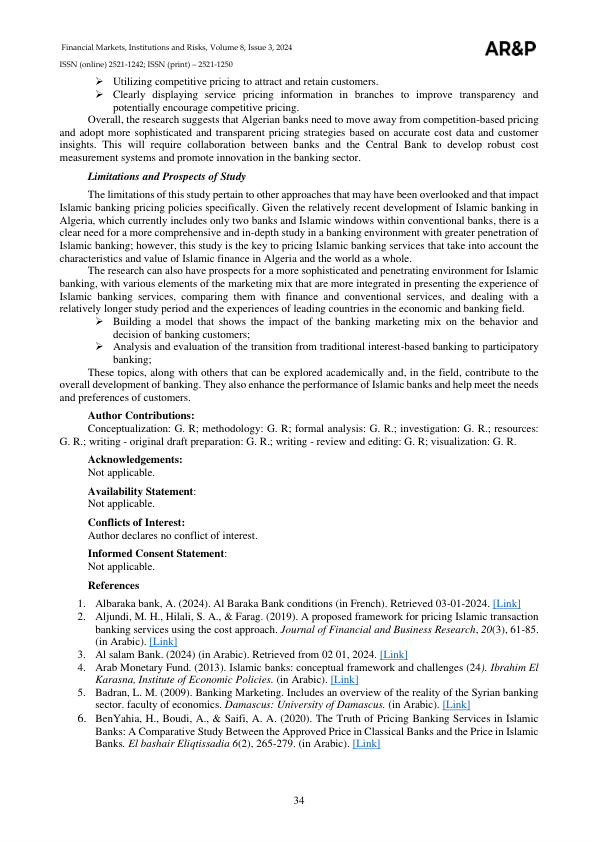 Financial Markets, Institutions and Risks, Volume 8, Issue 3, 2024
AR&P
ISSN (online) 2521-1242; ISSN (print) – 2521-1250
➢ Utilizing competitive pricing to attract and retain customers.
➢ Clearly displaying service pricing information in branches to improve transparency and
potentially encourage competitive pricing.
Overall, the research suggests that Algerian banks need to move away from competition-based pricing
and adopt more sophisticated and transparent pricing strategies based on accurate cost data and customer
insights. This will require collaboration between banks and the Central Bank to develop robust cost
measurement systems and promote innovation in the banking sector.
Limitations and Prospects of Study
The limitations of this study pertain to other approaches that may have been overlooked and that impact
Islamic banking pricing policies specifically. Given the relatively recent development of Islamic banking in
Algeria, which currently includes only two banks and Islamic windows within conventional banks, there is a
clear need for a more comprehensive and in-depth study in a banking environment with greater penetration of
Islamic banking; however, this study is the key to pricing Islamic banking services that take into account the
characteristics and value of Islamic finance in Algeria and the world as a whole.
The research can also have prospects for a more sophisticated and penetrating environment for Islamic
banking, with various elements of the marketing mix that are more integrated in presenting the experience of
Islamic banking services, comparing them with finance and conventional services, and dealing with a
relatively longer study period and the experiences of leading countries in the economic and banking field.
➢ Building a model that shows the impact of the banking marketing mix on the behavior and
decision of banking customers;
➢ Analysis and evaluation of the transition from traditional interest-based banking to participatory
banking;
These topics, along with others that can be explored academically and, in the field, contribute to the
overall development of banking. They also enhance the performance of Islamic banks and help meet the needs
and preferences of customers.
Author Contributions:
Conceptualization: G. R; methodology: G. R; formal analysis: G. R.; investigation: G. R.; resources:
G. R.; writing - original draft preparation: G. R.; writing - review and editing: G. R; visualization: G. R.
Acknowledgements:
Not applicable.
Availability Statement:
Not applicable.
Conflicts of Interest:
Author declares no conflict of interest.
Informed Consent Statement:
Not applicable.
References
1. Albaraka bank, A. (2024). Al Baraka Bank conditions (in French). Retrieved 03-01-2024. [Link]
2. Aljundi, M. H., Hilali, S. A., & Farag. (2019). A proposed framework for pricing Islamic transaction
banking services using the cost approach. Journal of Financial and Business Research, 20(3), 61-85.
(in Arabic). [Link]
3. Al salam Bank. (2024) (in Arabic). Retrieved from 02 01, 2024. [Link]
4. Arab Monetary Fund. (2013). Islamic banks: conceptual framework and challenges (24). Ibrahim El
Karasna, Institute of Economic Policies. (in Arabic). [Link]
5. Badran, L. M. (2009). Banking Marketing. Includes an overview of the reality of the Syrian banking
sector. faculty of economics. Damascus: University of Damascus. (in Arabic). [Link]
6. BenYahia, H., Boudi, A., & Saifi, A. A. (2020). The Truth of Pricing Banking Services in Islamic
Banks: A Comparative Study Between the Approved Price in Classical Banks and the Price in Islamic
Banks. El bashair Eliqtissadia 6(2), 265-279. (in Arabic). [Link]
34